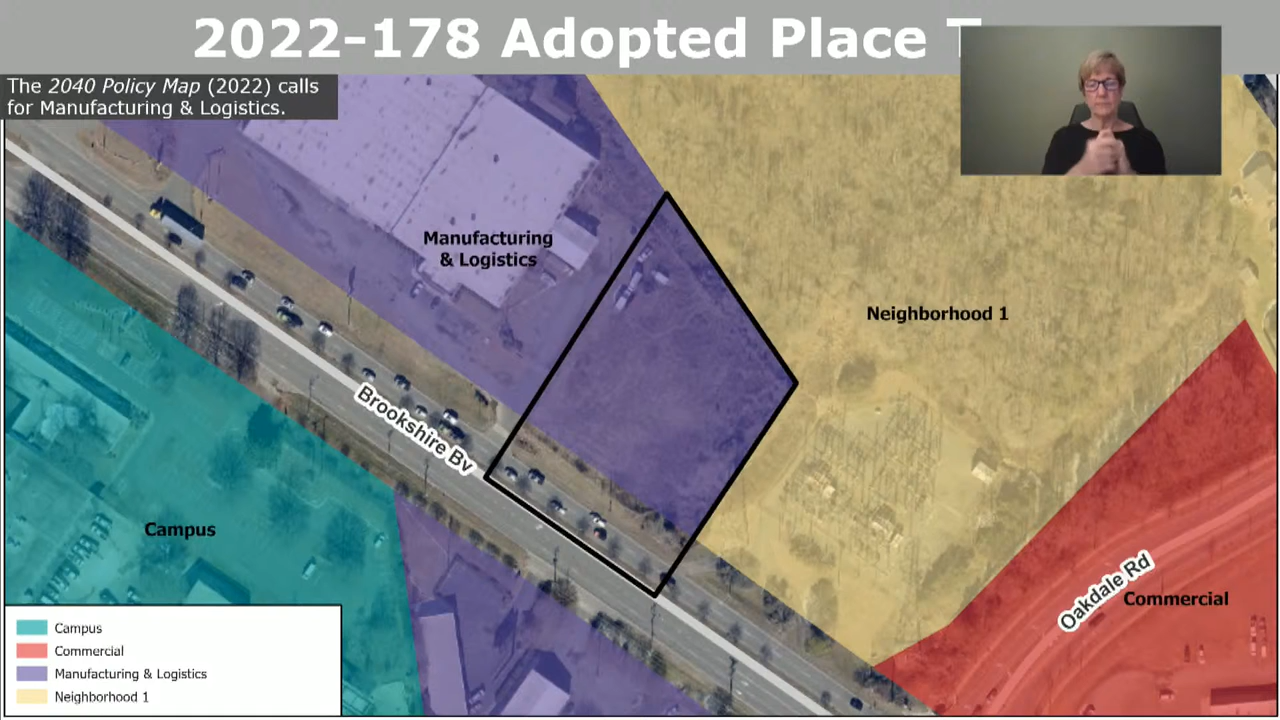 2022-178 Adopted Place
The 2040 Policy Map (2022) calls
for Manufacturing & Logistics.
Manufacturing
& Logistics
Neighborhood 1
Brookshire Bv
Campus
Oakdale Rd
Commercial
Campus
Commercial
Manufacturing & Logistics
Neighborhood 1